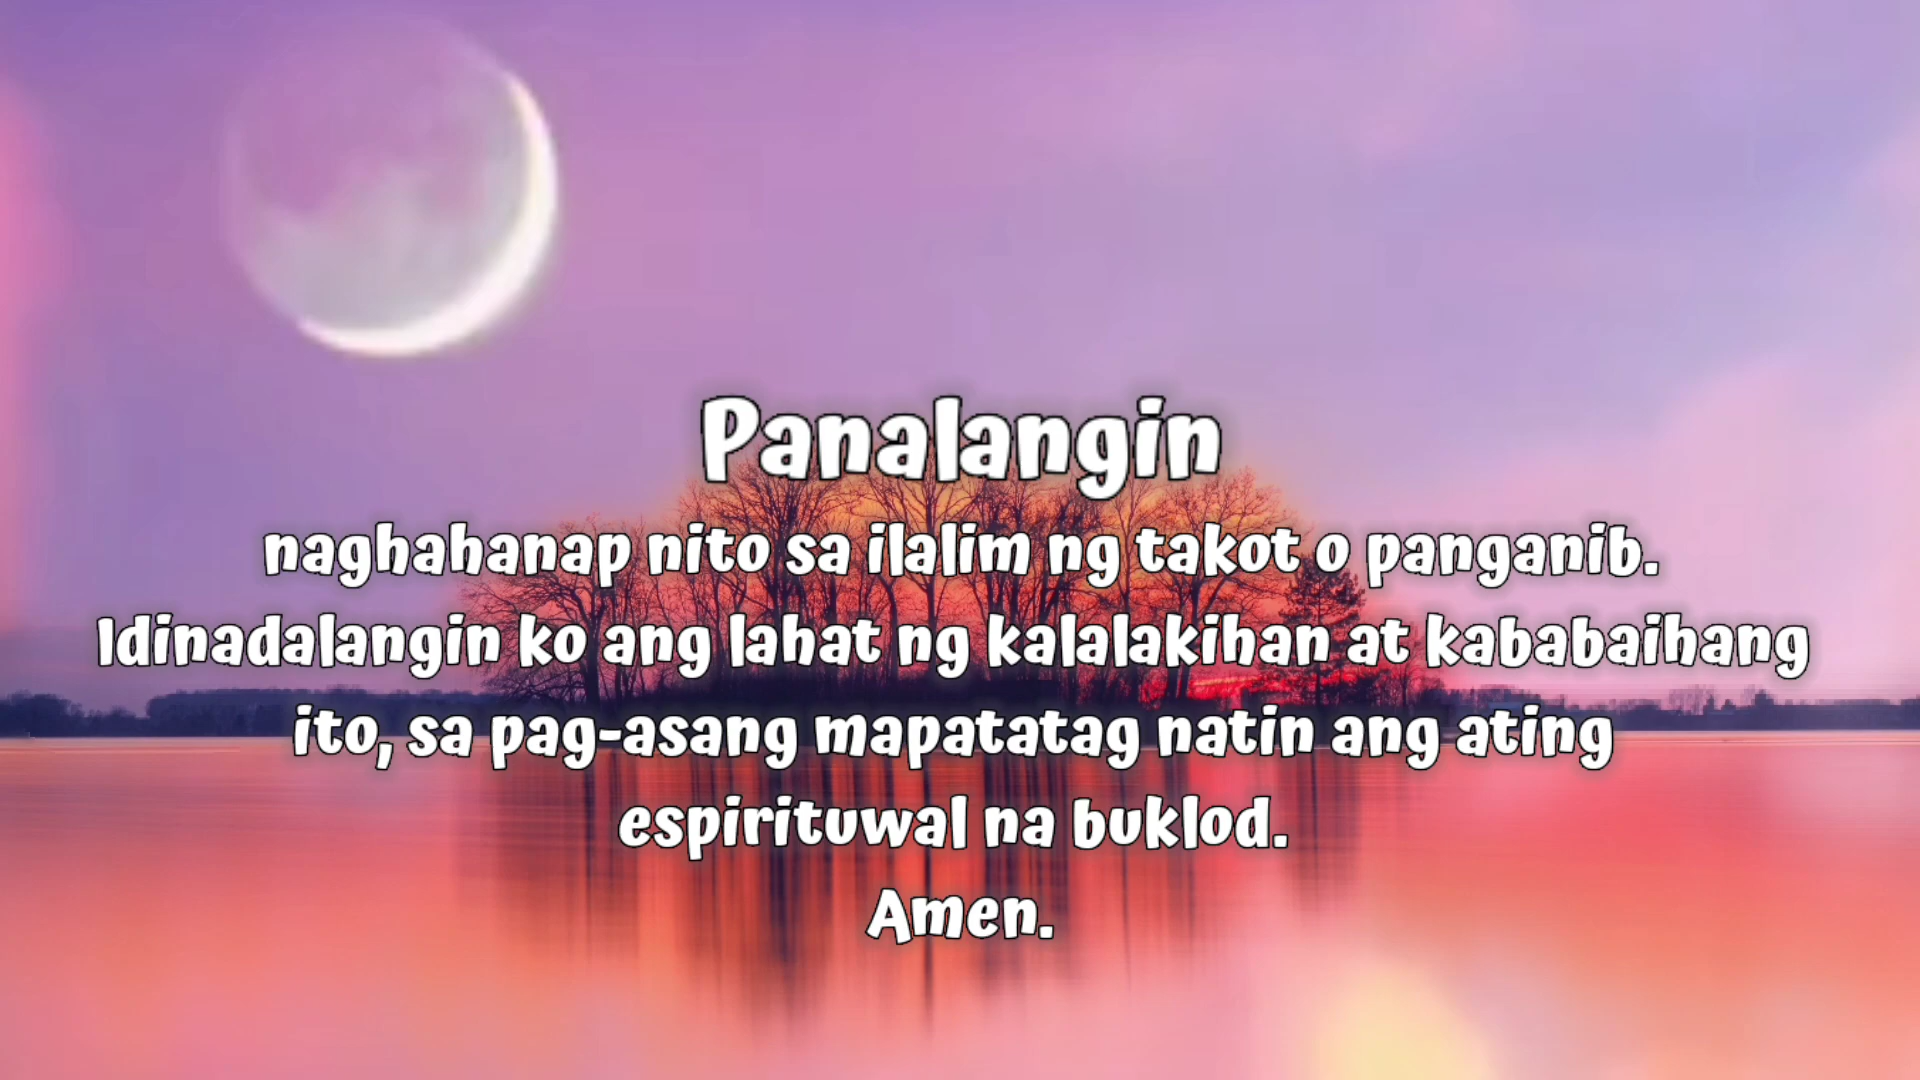 Panalangin
naghahanap nito sa ilalim ng takot o panganib.
Idinadalangin ko ang lahat ng kalalakihan at kababaihang
ito, sa pag-asang mapatatag natin ang ating
espirituwal na buklod.
Amen.